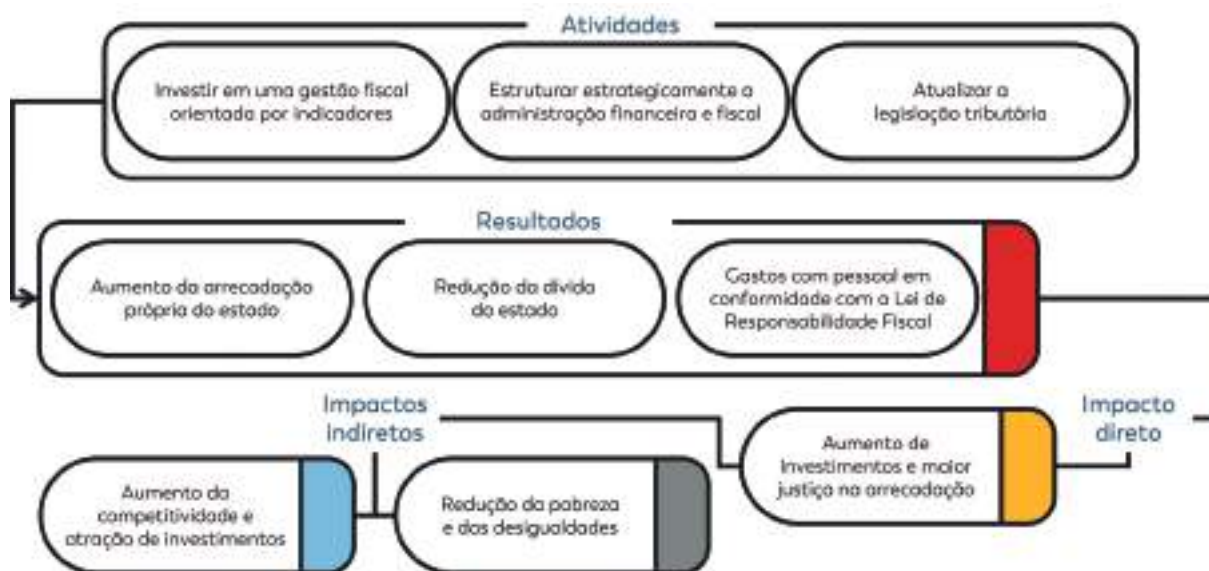 Atividades
Investir em uma gestão fiscal
orientada por indicadores
Estruturar estrategicamente a
administração financeira e fiscal
Atualizar a
legislação tributária
Resultados
Aumento da arrecadação
própria do estado
Redução da dívida
do estado
Gastos com pessoal em
conformidade com a Lei de
Responsabilidade Fiscal
Impactos
indiretos
Impacto
direto
Aumento de
investimentos e maior
justiça na arrecadação
Aumento da
competitividade e
atração de investimentos
Redução da pobreza
e das desigualdades